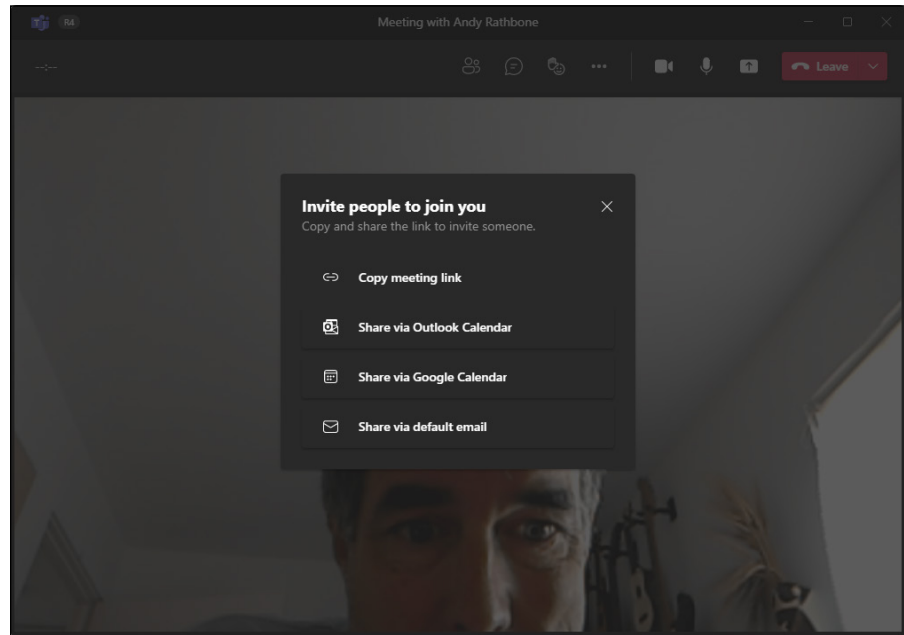 R4
Meeting with Andy Rathbone
--:--
Leave
Invite people to join you
Copy and share the link to invite someone.
Copy meeting link
Share via Outlook Calendar
Share via Google Calendar
Share via default email